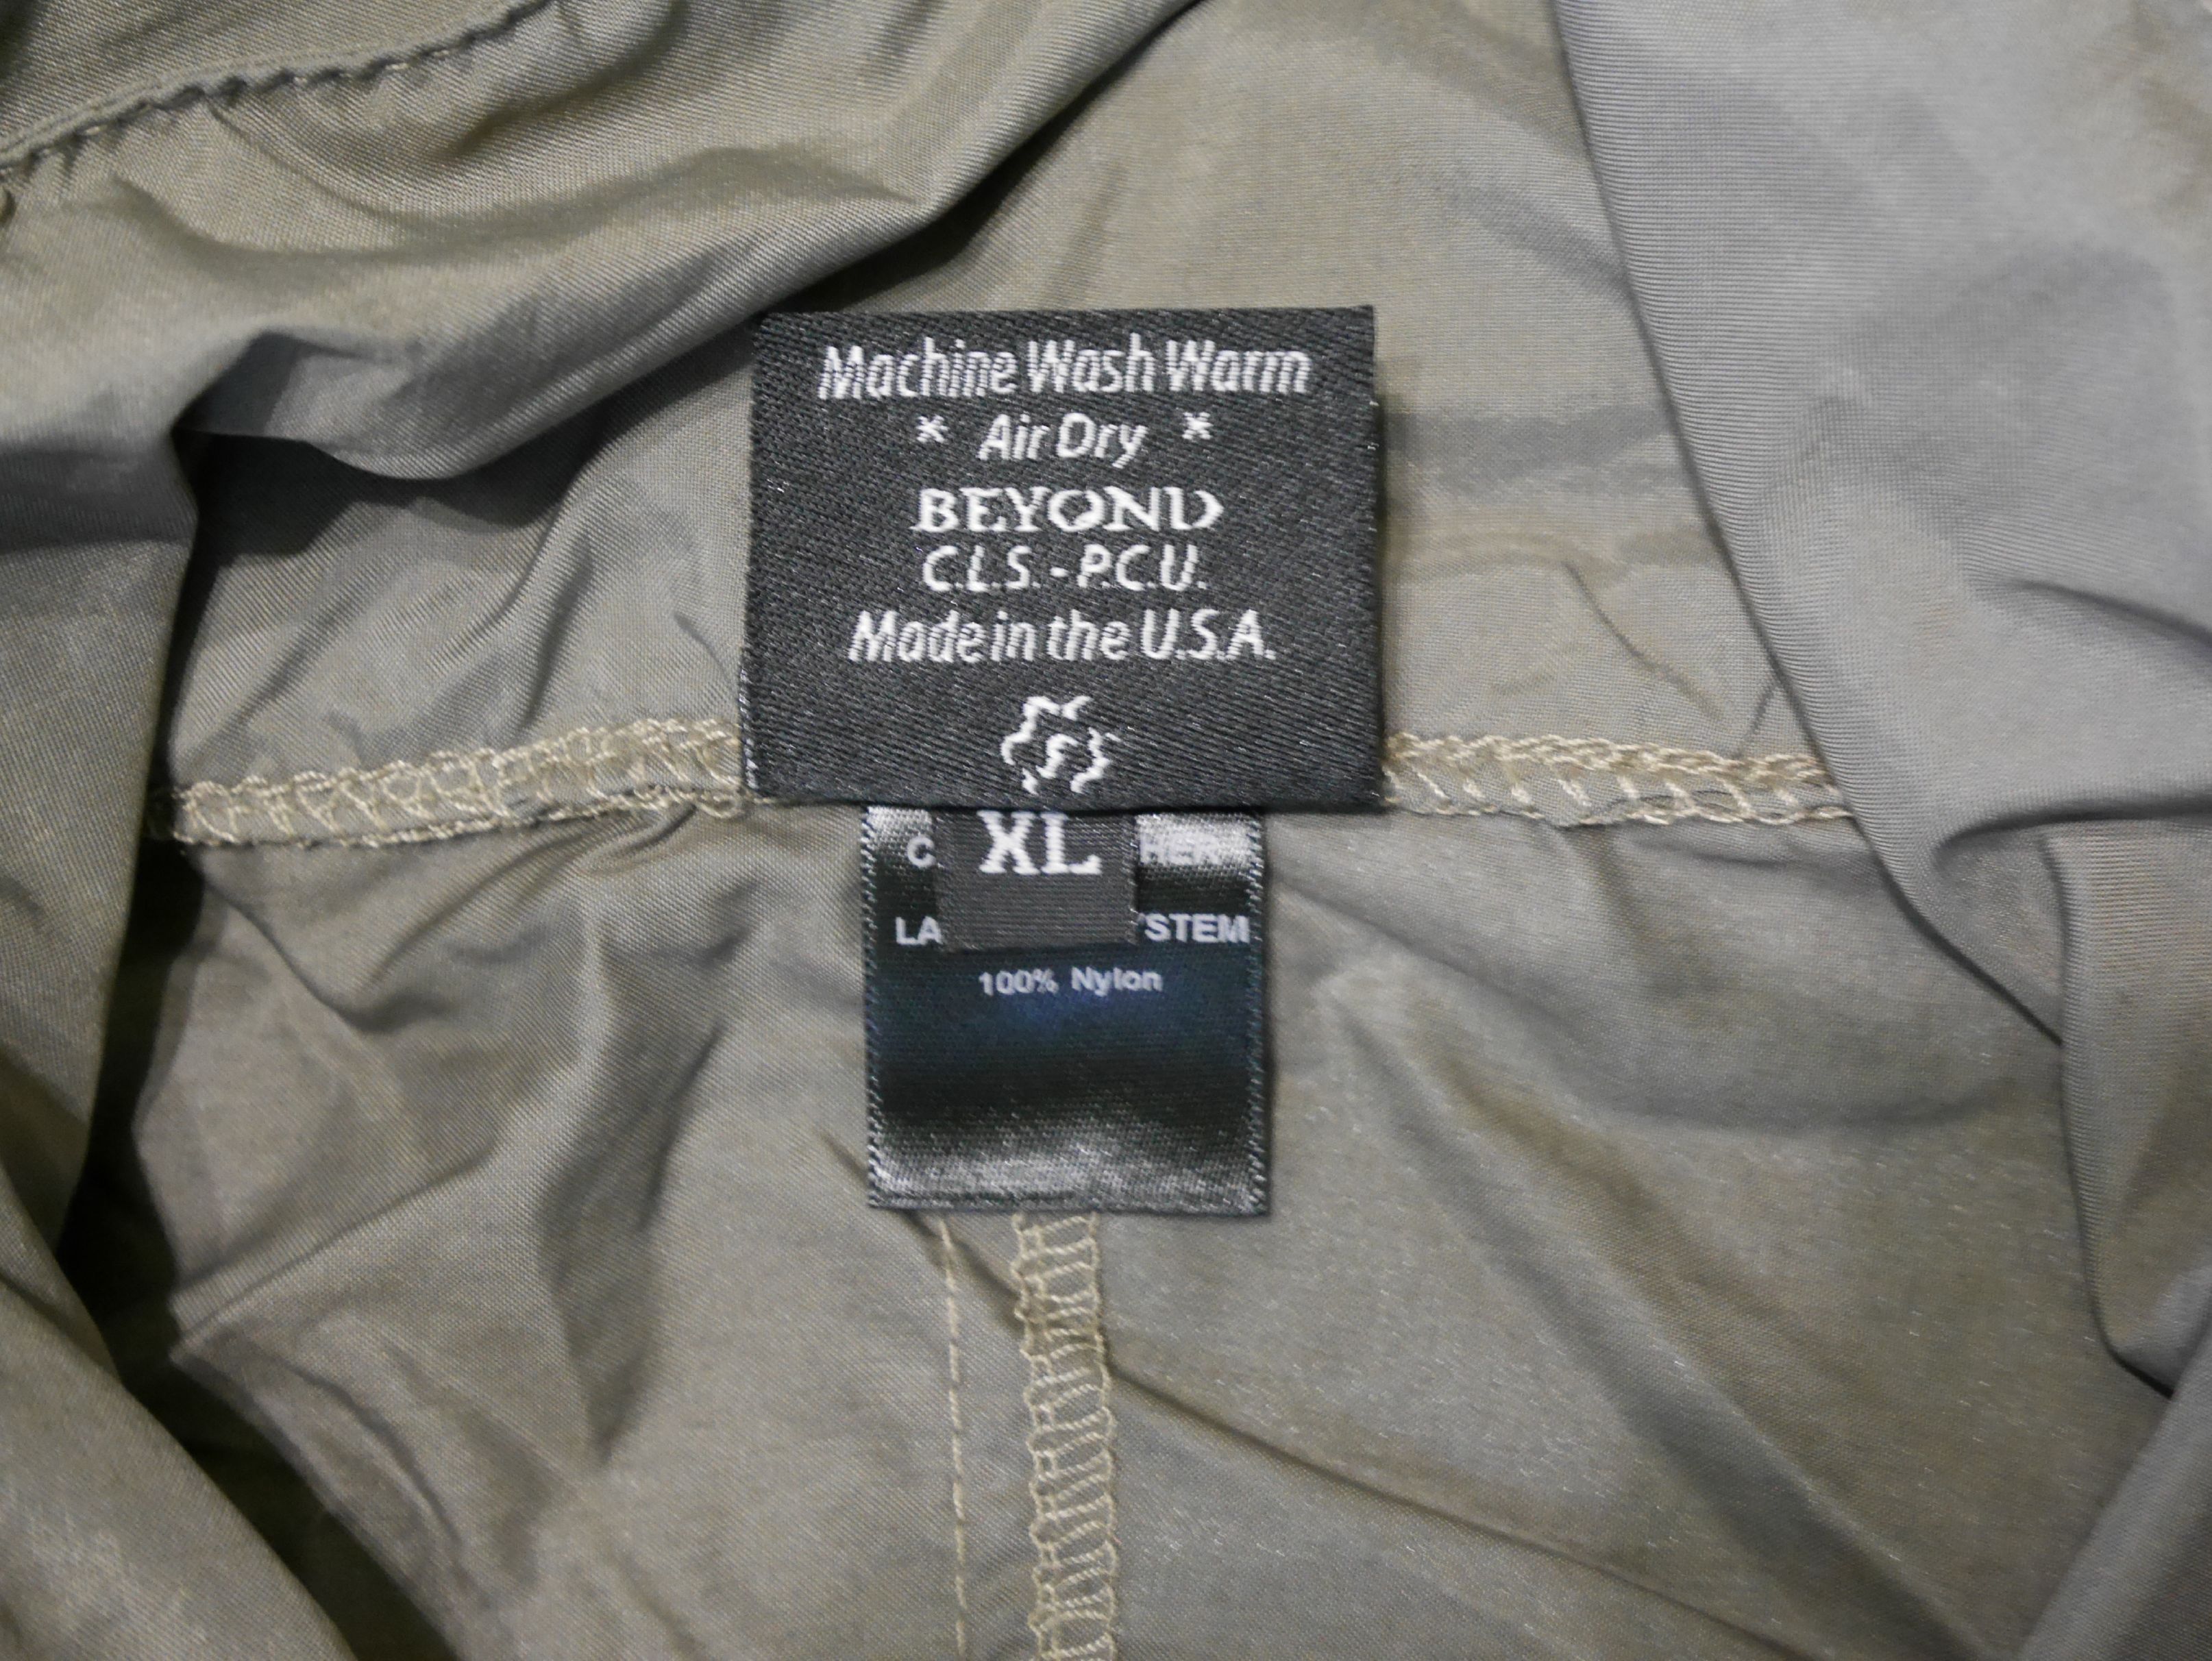 Machine Wash Warm
* Air Dry *
BEYOND
C.L.S. - P.C.U.
Made in the U.S.A.
XL
100% Nylon